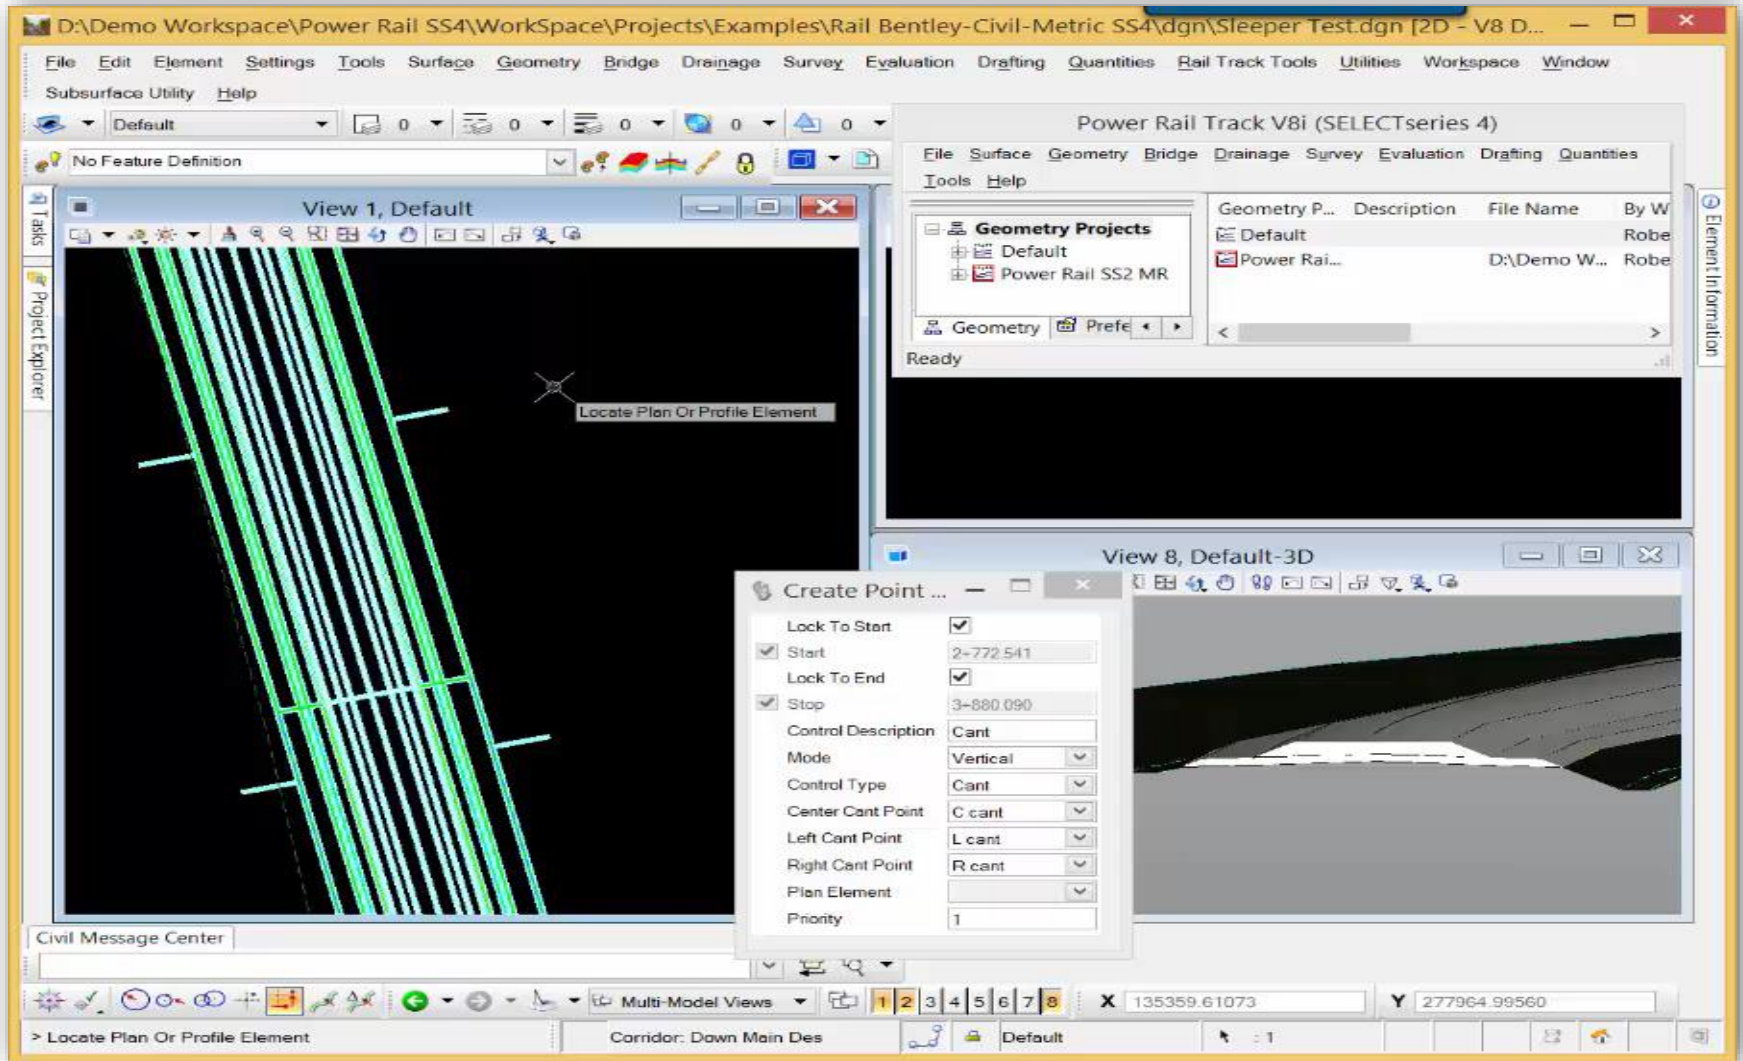 D:\Demo Workspace\Power Rail SS4\WorkSpace\Projects\Examples\Rail Bentley-Civil-Metric SS4\dgn\Sleeper Test.dgn [2D - V8 D...
File Edit Element Settings Tools Surface Geometry Bridge Drainage Survey Evaluation Drafting Quantities Rail Track Tools Utilities Workspace Window
Subsurface Utility Help
Default 0 0 0 0 0
No Feature Definition
Power Rail Track V8i (SELECTseries 4)
File Surface Geometry Bridge Drainage Survey Evaluation Drafting Quantities
Tools Help
Geometry Projects
Default
Power Rail SS2 MR
Geometry Prefe
Geometry P... Description File Name By W
Default Robe
Power Rai... D:\Demo W... Robe
Ready
Tasks
Project Explorer
Element Information
View 1, Default
Locate Plan Or Profile Element
View 8, Default-3D
Create Point ...
Lock To Start
Start 2+772.541
Lock To End
Stop 3+880.090
Control Description Cant
Mode Vertical
Control Type Cant
Center Cant Point C cant
Left Cant Point L cant
Right Cant Point R cant
Plan Element
Priority 1
Civil Message Center
Multi-Model Views 1 2 3 4 5 6 7 8 X 135359.61073 Y 277964.99560
> Locate Plan Or Profile Element Corridor: Down Main Des Default : 1